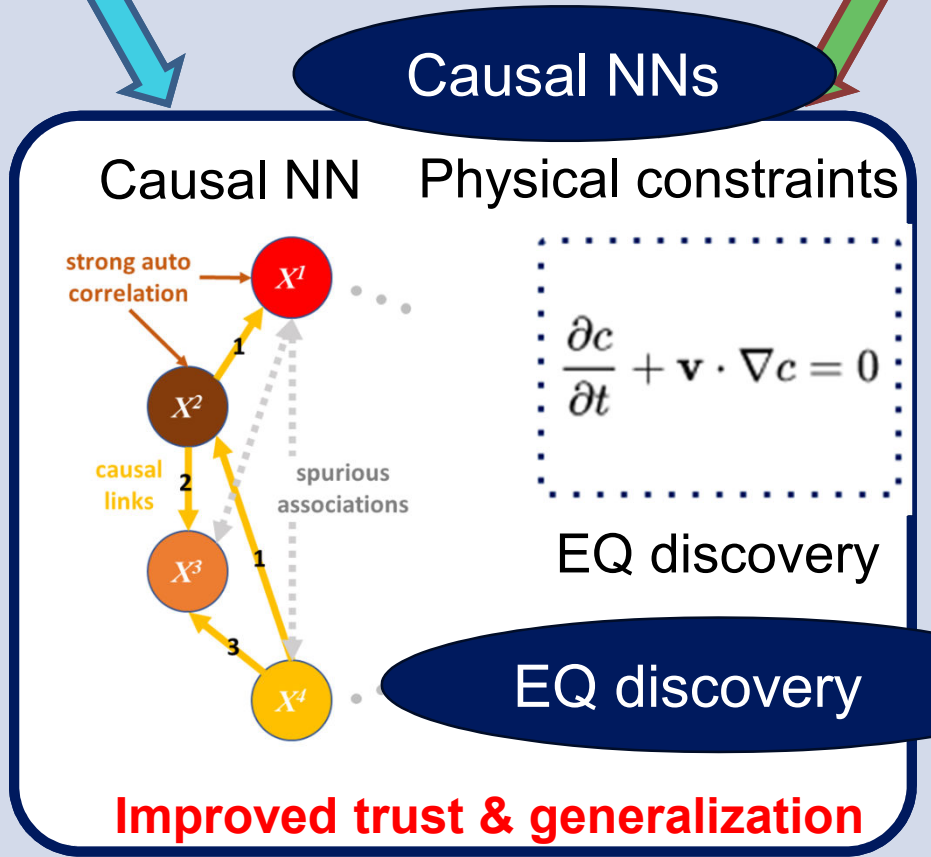 Causal NNs
Causal NN
Physical constraints
strong auto
correlation
X¹
1
X²
causal
links
2
spurious
associations
1
X³
3
X⁴
∂c/∂t + v · ∇c = 0
EQ discovery
EQ discovery
Improved trust & generalization